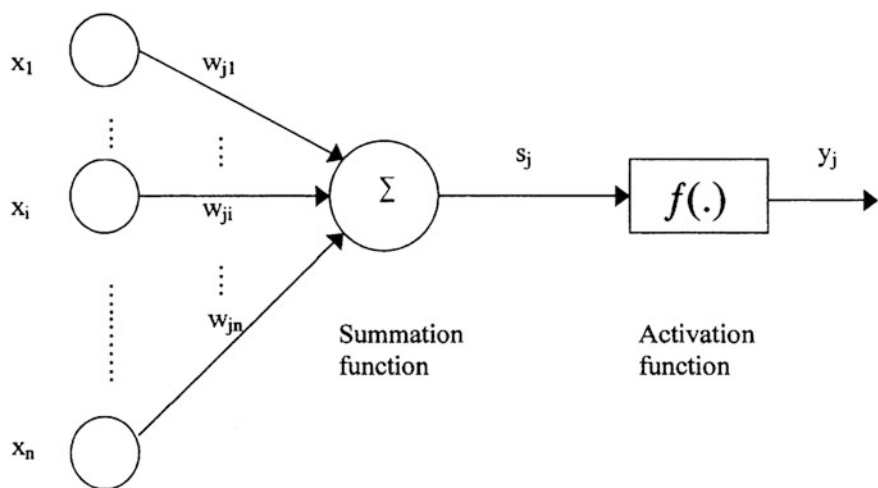 x1
wj1
xi
wji
Σ
sj
f(.)
yj
wjn
Summation
function
Activation
function
xn